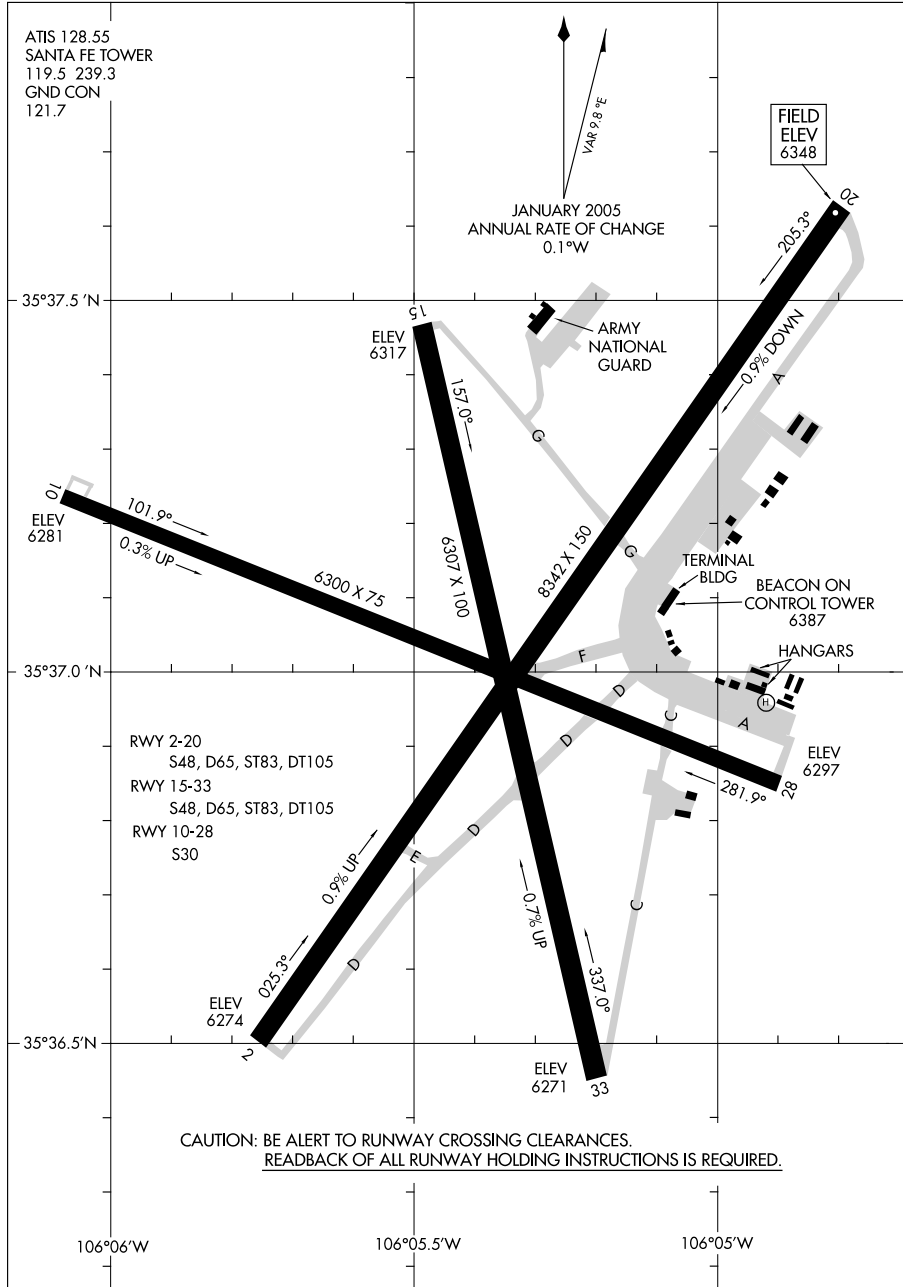 ATIS 128.55
SANTA FE TOWER
119.5 239.3
GND CON
121.7
VAR 9.8 °E
JANUARY 2005
ANNUAL RATE OF CHANGE
0.1°W
FIELD
ELEV
6348
20
205.3°
0.9% DOWN
A
35°37.5 'N
15
ELEV
6317
157.0°
ARMY
NATIONAL
GUARD
G
10
ELEV
6281
101.9°
0.3% UP
6300 X 75
6307 X 100
8342 X 150
G
TERMINAL
BLDG
BEACON ON
CONTROL TOWER
6387
HANGARS
H
35°37.0 'N
F
D
C
A
D
ELEV
6297
28
281.9°
RWY 2-20
S48, D65, ST83, DT105
RWY 15-33
S48, D65, ST83, DT105
RWY 10-28
S30
D
E
0.9% UP
0.7% UP
C
D
025.3°
337.0°
ELEV
6274
2
35°36.5'N
ELEV
6271
33
CAUTION: BE ALERT TO RUNWAY CROSSING CLEARANCES.
READBACK OF ALL RUNWAY HOLDING INSTRUCTIONS IS REQUIRED.
106°06'W
106°05.5'W
106°05'W